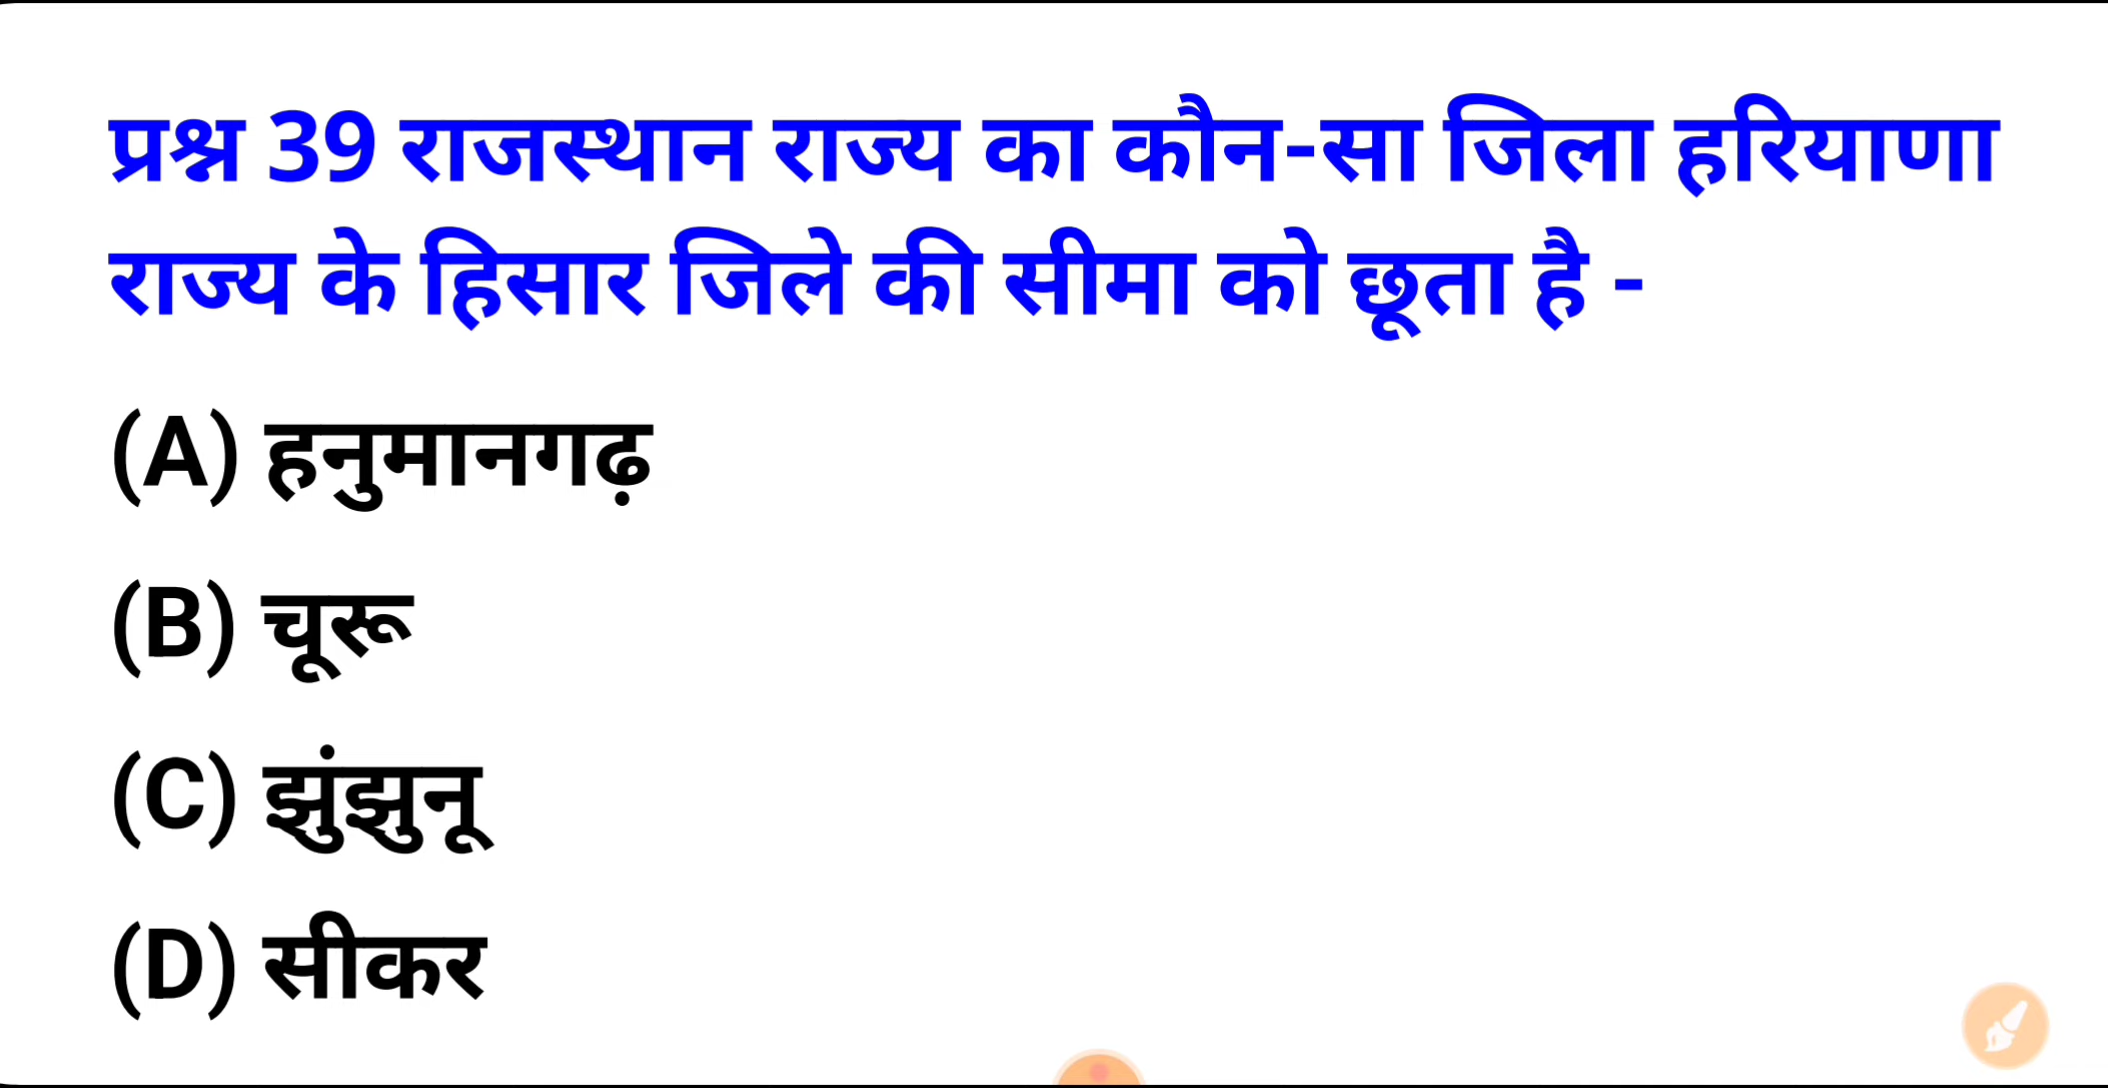 प्रश्न 39 राजस्थान राज्य का कौन-सा जिला हरियाणा
राज्य के हिसार जिले की सीमा को छूता है -
(A) हनुमानगढ़
(B) चूरू
(C) झुंझुनू
(D) सीकर